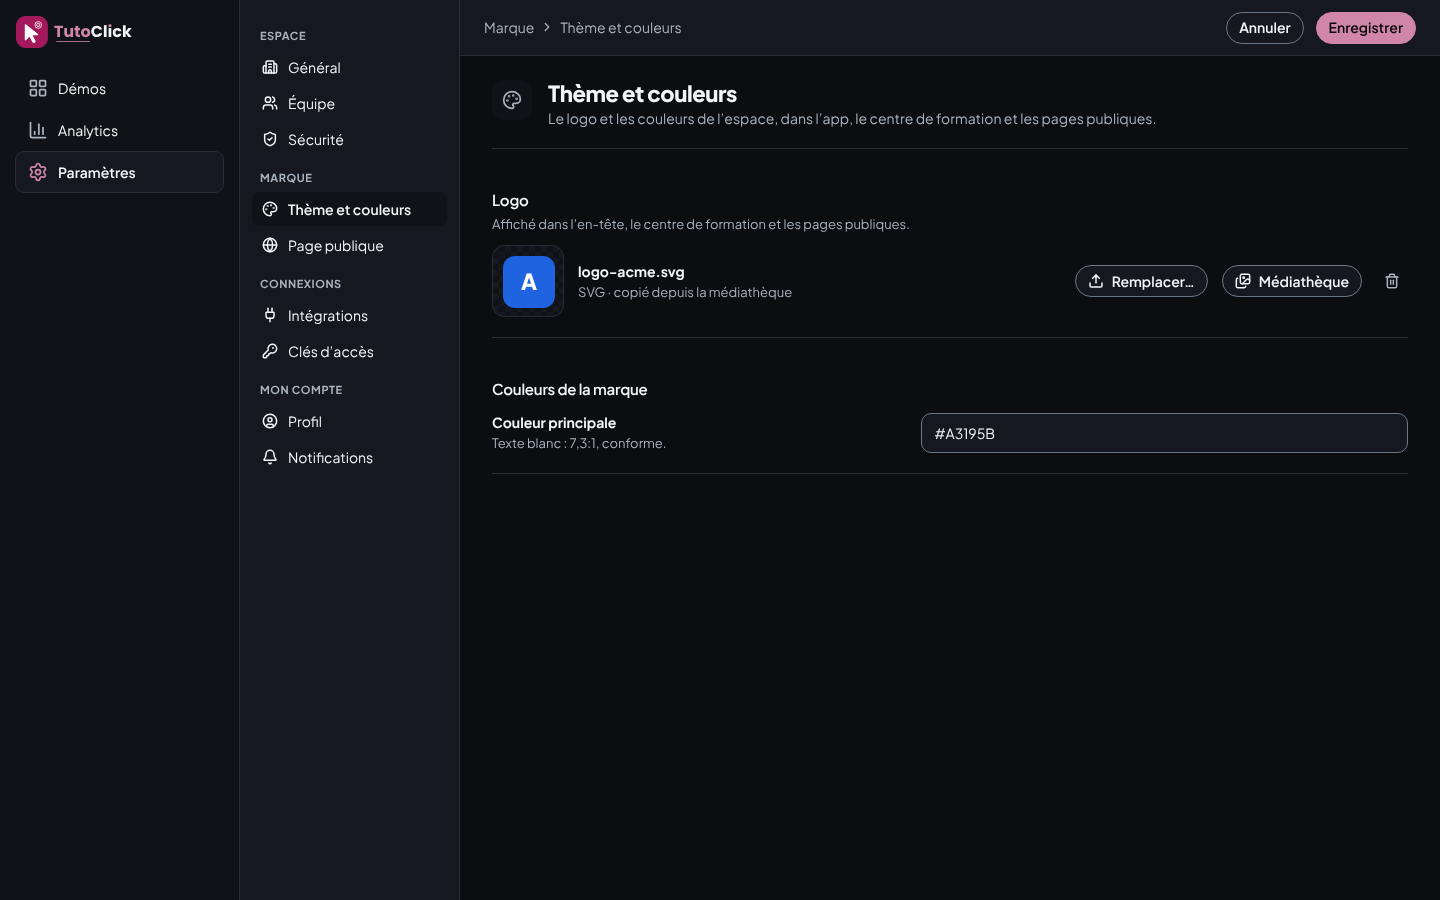 TutoClick
Démos
Analytics
Paramètres
ESPACE
Général
Équipe
Sécurité
MARQUE
Thème et couleurs
Page publique
CONNEXIONS
Intégrations
Clés d'accès
MON COMPTE
Profil
Notifications
Marque > Thème et couleurs
Annuler
Enregistrer
Thème et couleurs
Le logo et les couleurs de l'espace, dans l'app, le centre de formation et les pages publiques.
Logo
Affiché dans l'en-tête, le centre de formation et les pages publiques.
A
logo-acme.svg
SVG · copié depuis la médiathèque
Remplacer…
Médiathèque
Couleurs de la marque
Couleur principale
Texte blanc : 7,3:1, conforme.
#A3195B